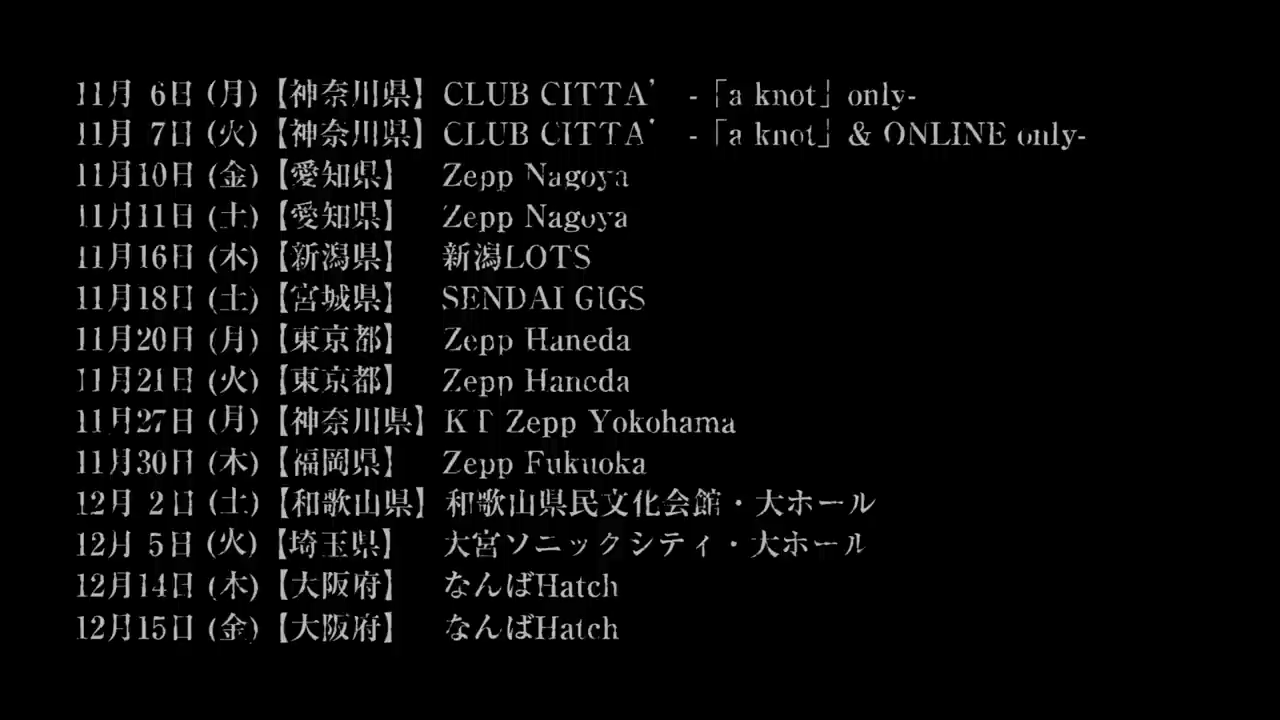 11月 6日 (月)【神奈川県】CLUB CITTA' -「a knot」only-
11月 7日 (火)【神奈川県】CLUB CITTA' -「a knot」& ONLINE only-
11月10日 (金)【愛知県】 Zepp Nagoya
11月11日 (土)【愛知県】 Zepp Nagoya
11月16日 (木)【新潟県】 新潟LOTS
11月18日 (土)【宮城県】 SENDAI GIGS
11月20日 (月)【東京都】 Zepp Haneda
11月21日 (火)【東京都】 Zepp Haneda
11月27日 (月)【神奈川県】KT Zepp Yokohama
11月30日 (木)【福岡県】 Zepp Fukuoka
12月 2日 (土)【和歌山県】和歌山県民文化会館・大ホール
12月 5日 (火)【埼玉県】 大宮ソニックシティ・大ホール
12月14日 (木)【大阪府】 なんばHatch
12月15日 (金)【大阪府】 なんばHatch